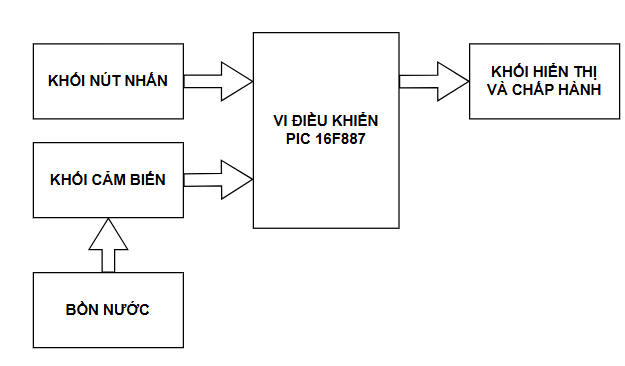 KHỐI NÚT NHẤN
VI ĐIỀU KHIỂN
PIC 16F887
KHỐI HIỂN THỊ
VÀ CHẤP HÀNH
KHỐI CẢM BIẾN
BỒN NƯỚC